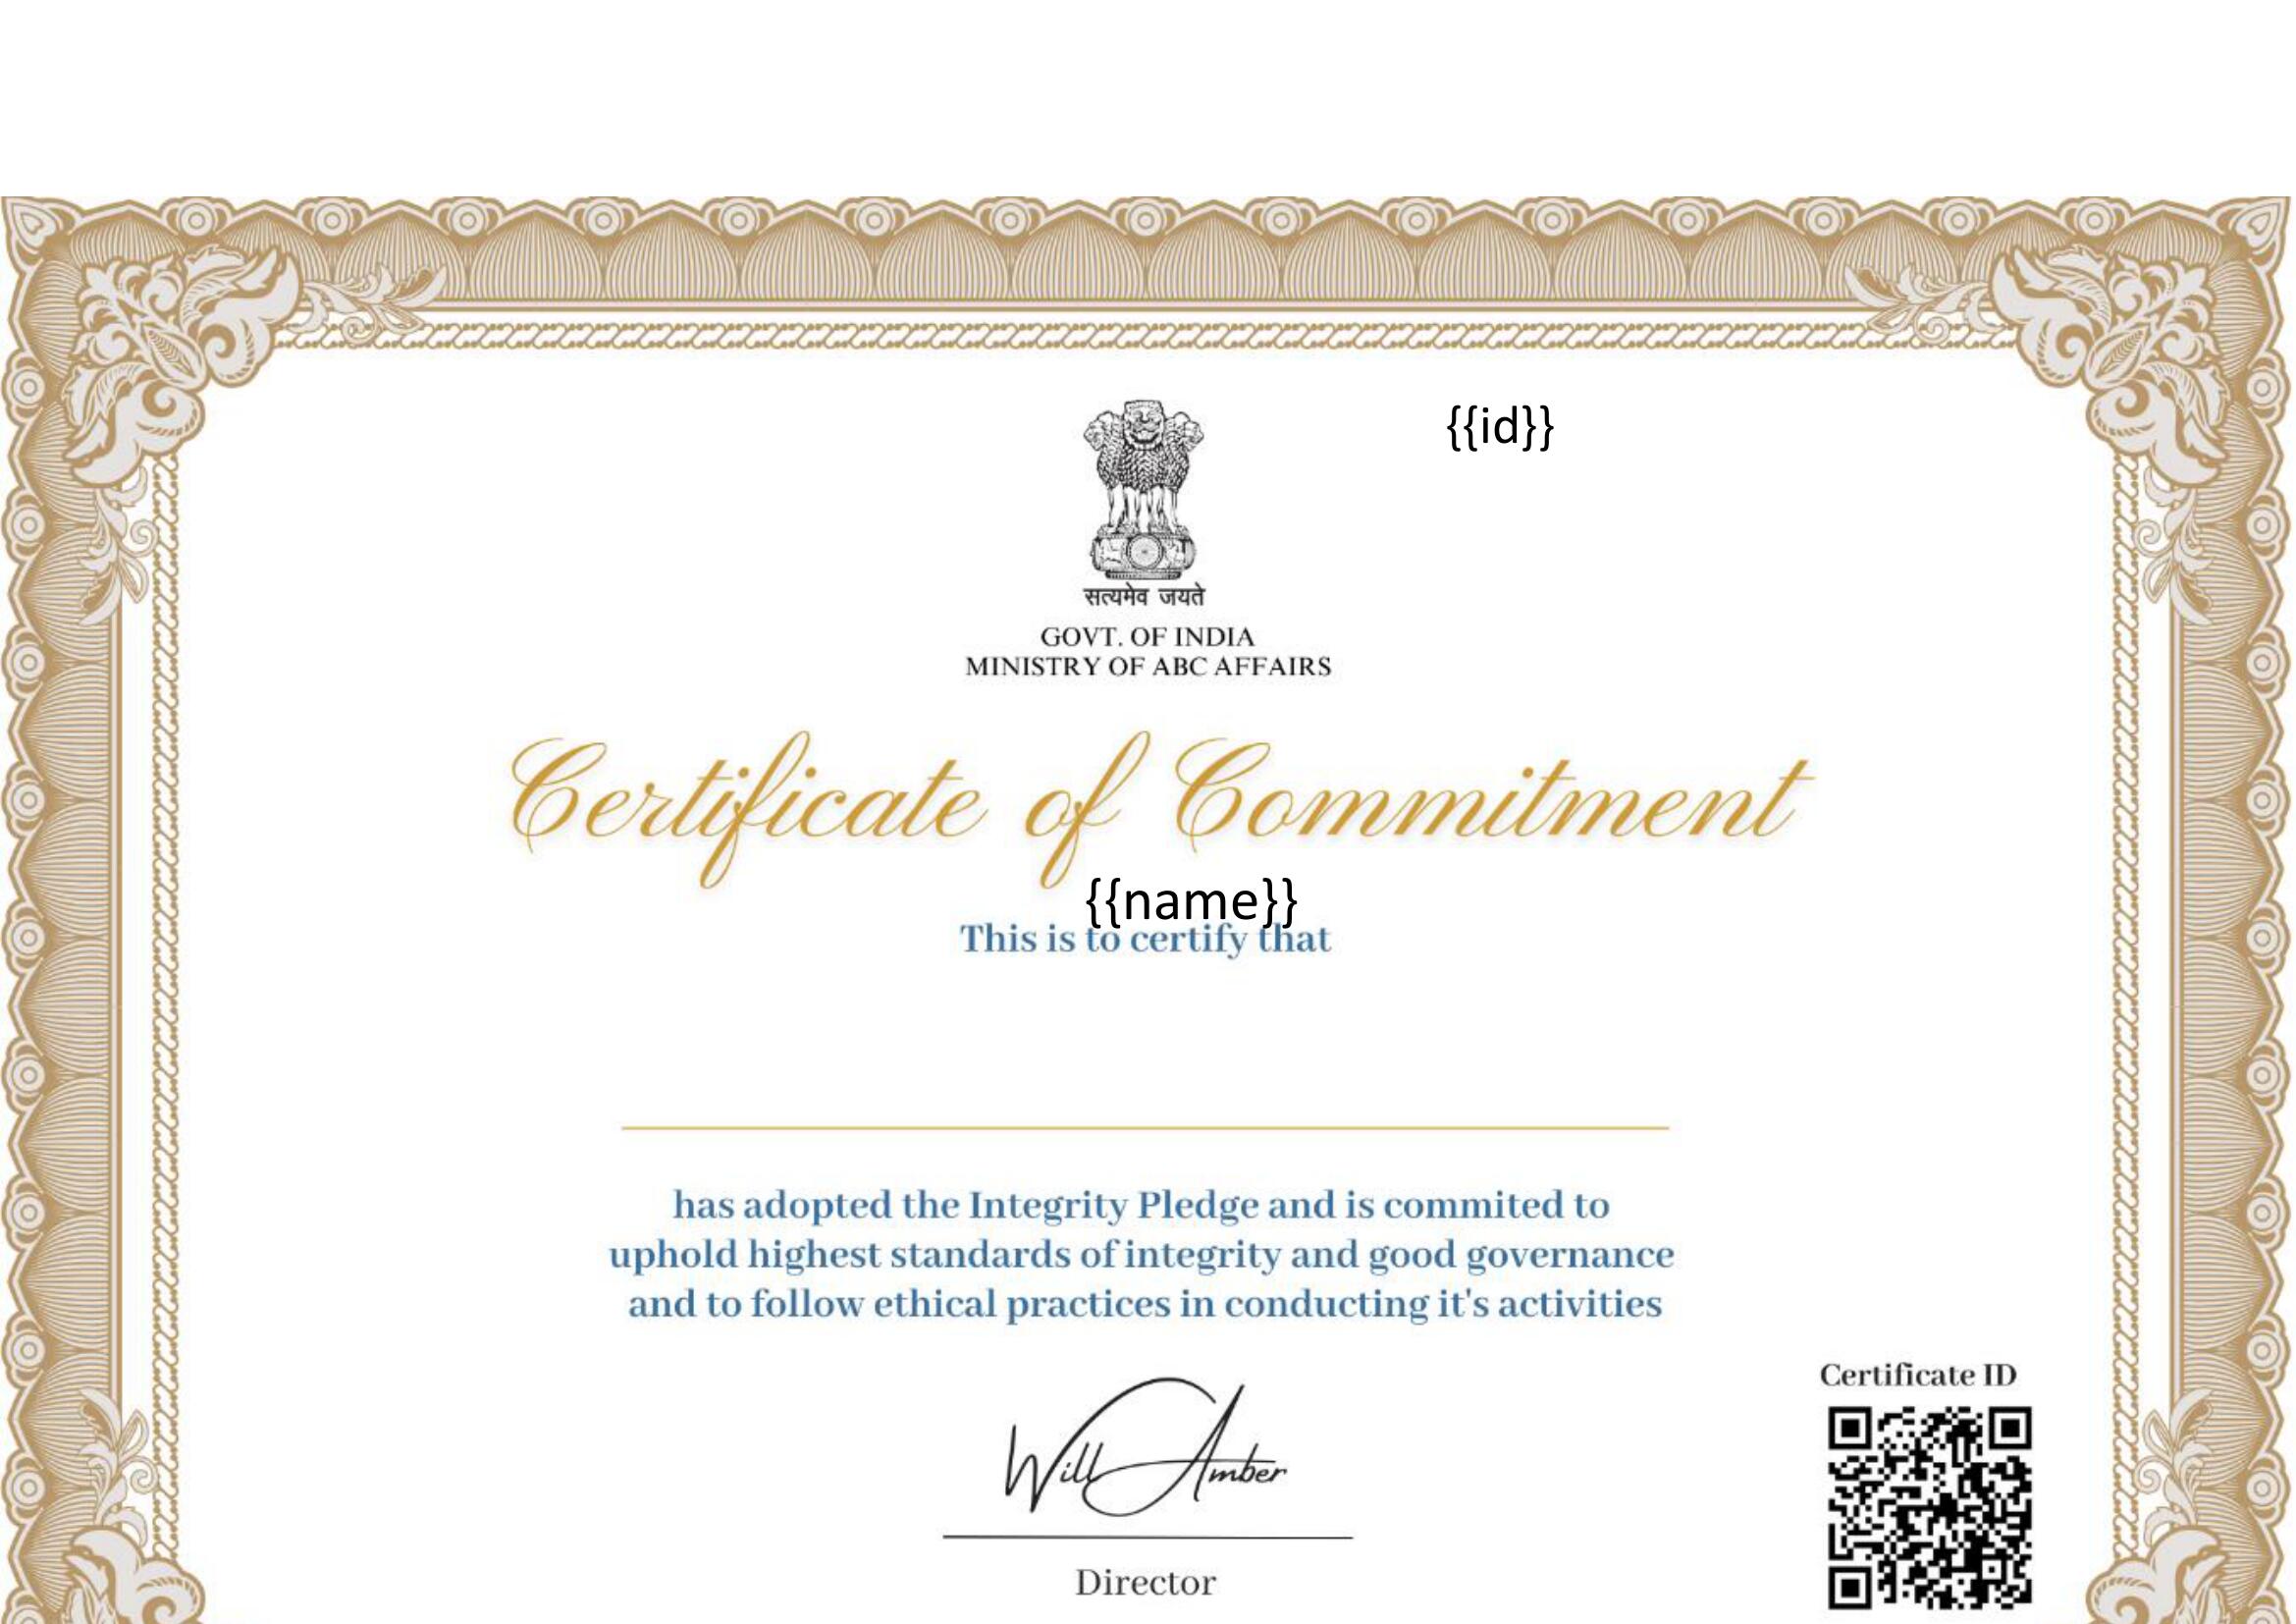 {{id}}
सत्यमेव जयते
GOVT. OF INDIA
MINISTRY OF ABC AFFAIRS
Certificate of Commitment
{{name}}
This is to certify that
has adopted the Integrity Pledge and is commited to
uphold highest standards of integrity and good governance
and to follow ethical practices in conducting it's activities
Certificate ID
Will Amber
Director